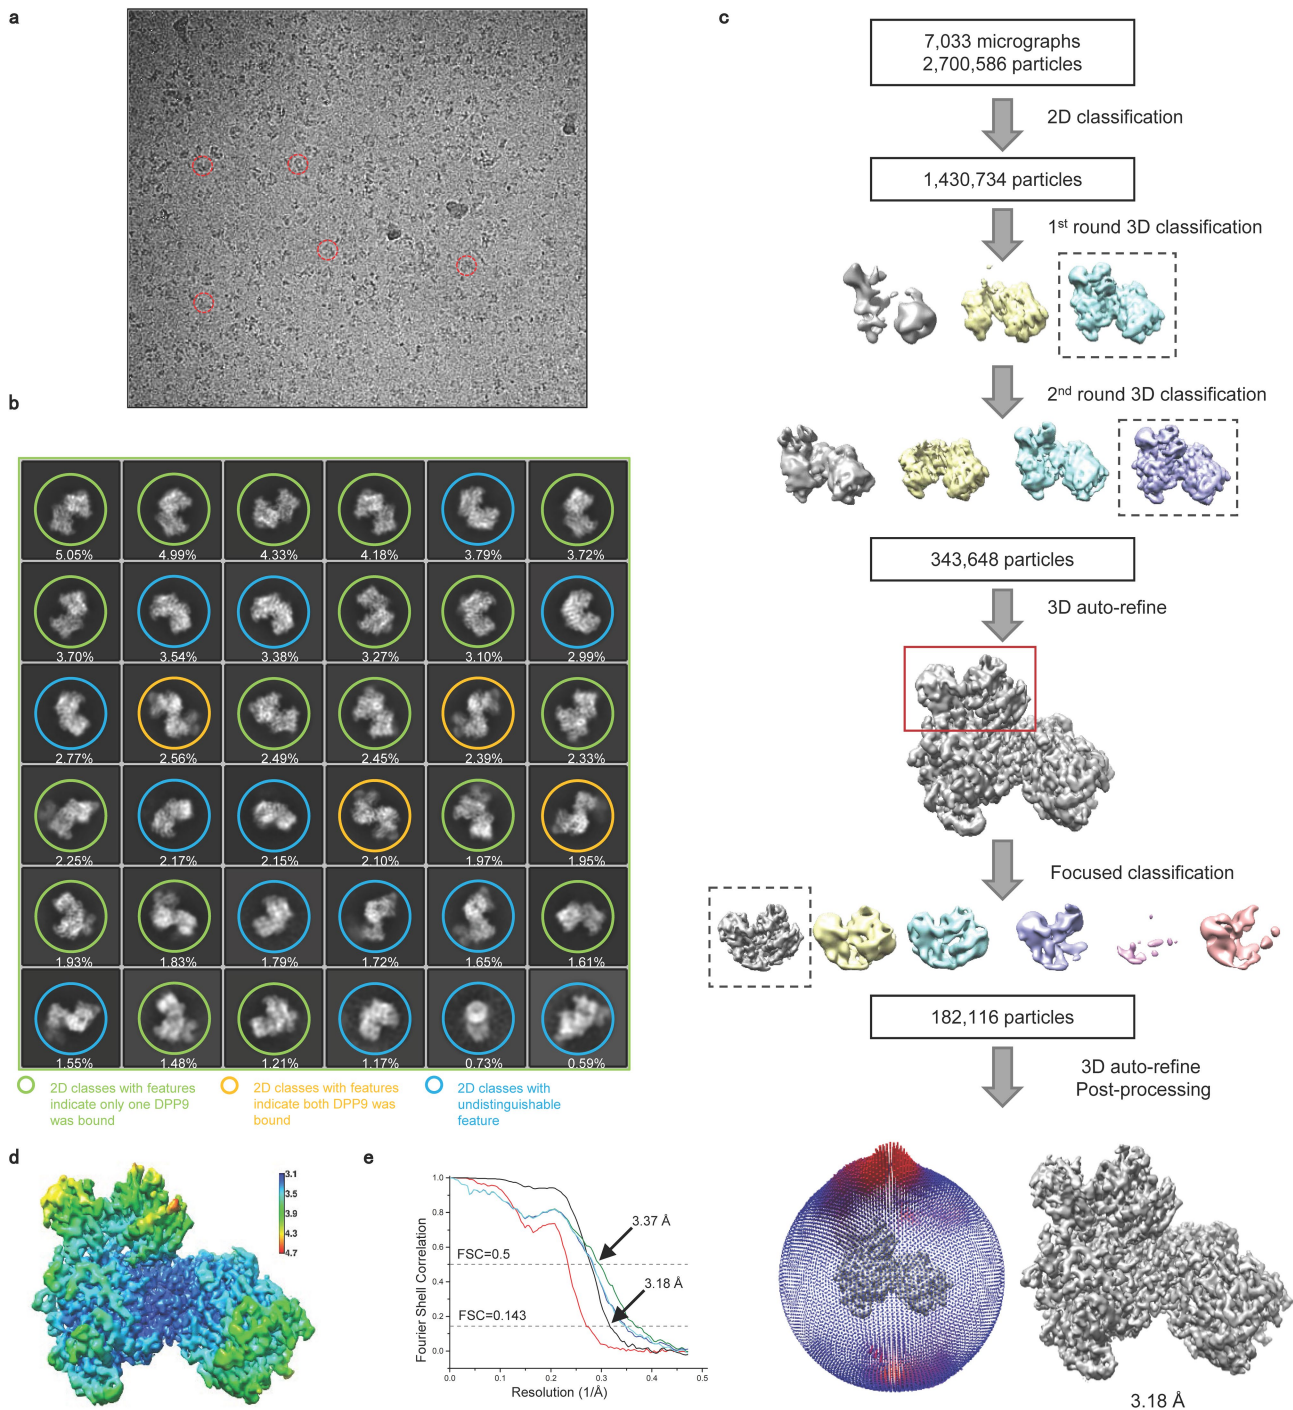 a
b
5.05% 4.99% 4.33% 4.18% 3.79% 3.72%
3.70% 3.54% 3.38% 3.27% 3.10% 2.99%
2.77% 2.56% 2.49% 2.45% 2.39% 2.33%
2.25% 2.17% 2.15% 2.10% 1.97% 1.95%
1.93% 1.83% 1.79% 1.72% 1.65% 1.61%
1.55% 1.48% 1.21% 1.17% 0.73% 0.59%
2D classes with features
indicate only one DPP9
was bound
2D classes with features
indicate both DPP9 was
bound
2D classes with
undistinguishable
feature
c
7,033 micrographs
2,700,586 particles
2D classification
1,430,734 particles
1st round 3D classification
2nd round 3D classification
343,648 particles
3D auto-refine
Focused classification
182,116 particles
3D auto-refine
Post-processing
3.18 Å
d
3.1
3.5
3.9
4.3
4.7
e
Fourier Shell Correlation
1.0
0.8
0.6
0.4
0.2
0.0
FSC=0.5
FSC=0.143
3.37 Å
3.18 Å
0.0 0.1 0.2 0.3 0.4 0.5
Resolution (1/Å)